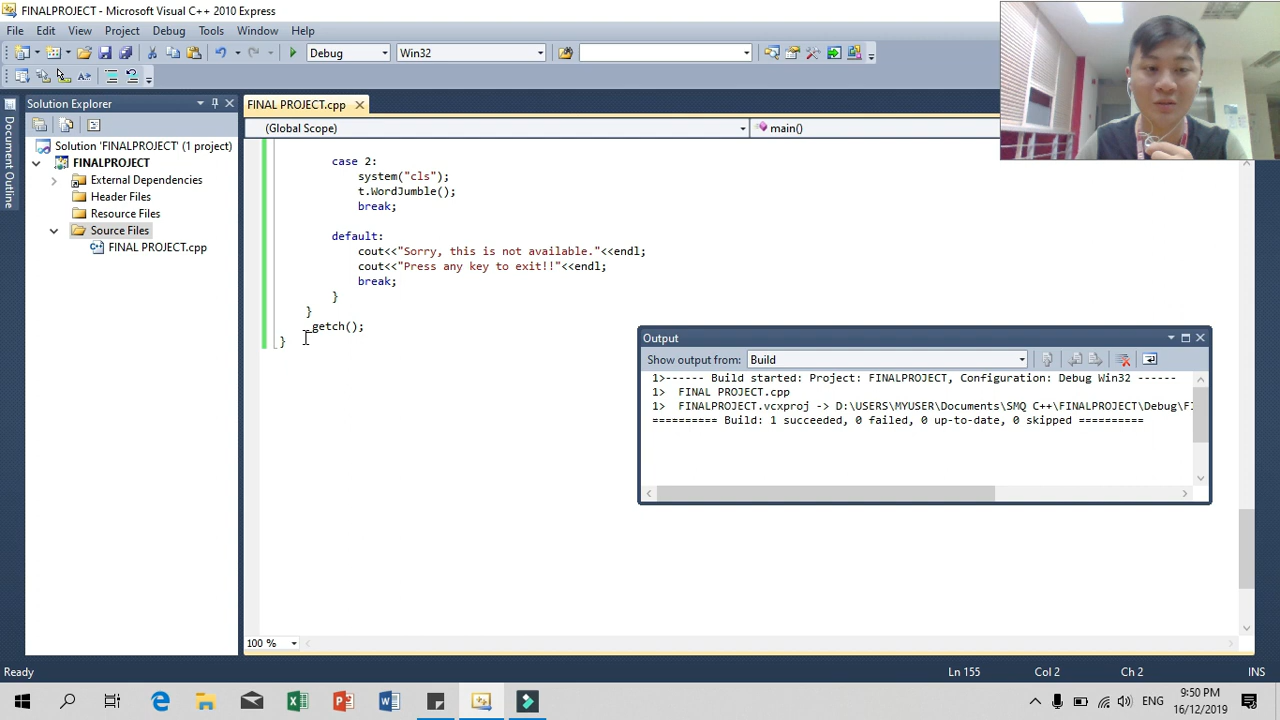 FINALPROJECT - Microsoft Visual C++ 2010 Express
File Edit View Project Debug Tools Window Help
Debug Win32
Solution Explorer
FINAL PROJECT.cpp
(Global Scope) main()
Document Outline
Solution 'FINALPROJECT' (1 project)
FINALPROJECT
External Dependencies
Header Files
Resource Files
Source Files
FINAL PROJECT.cpp
case 2:
system("cls");
t.WordJumble();
break;
default:
cout<<"Sorry, this is not available."<<endl;
cout<<"Press any key to exit!!"<<endl;
break;
}
}
_getch();
}
Output
Show output from: Build
1>------ Build started: Project: FINALPROJECT, Configuration: Debug Win32 ------
1> FINAL PROJECT.cpp
1> FINALPROJECT.vcxproj -> D:\USERS\MYUSER\Documents\SMQ C++\FINALPROJECT\Debug\FI
========== Build: 1 succeeded, 0 failed, 0 up-to-date, 0 skipped ==========
100 %
Ready Ln 155 Col 2 Ch 2 INS
ENG 9:50 PM
16/12/2019